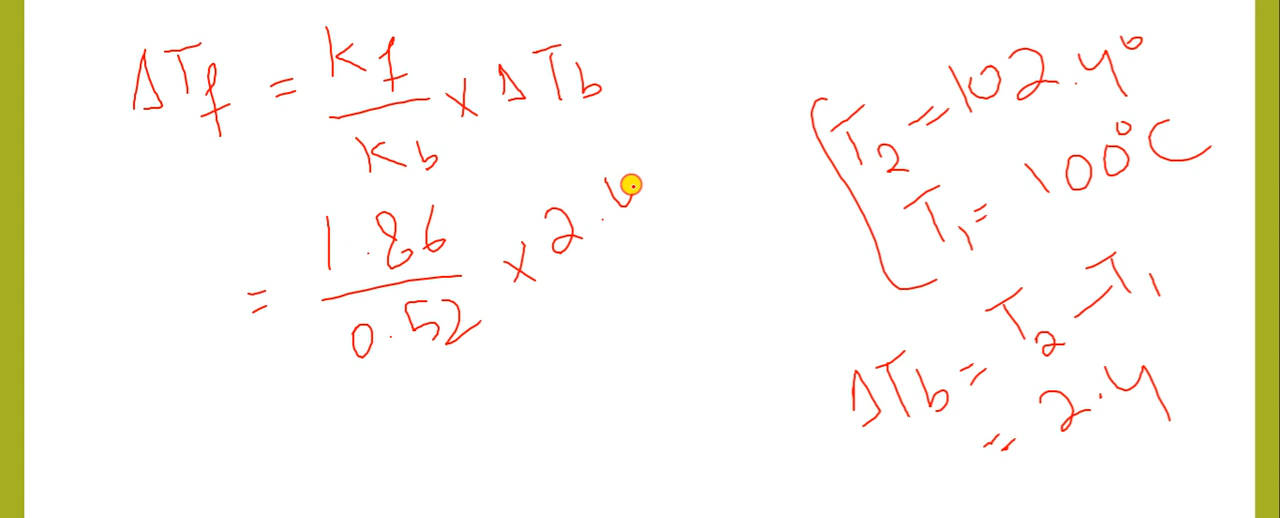 ΔTf = Kf/Kb × ΔTb
= 1.86/0.52 × 2.
T2 = 102.4°
T1 = 100°C
ΔTb = T2 - T1
= 2.4